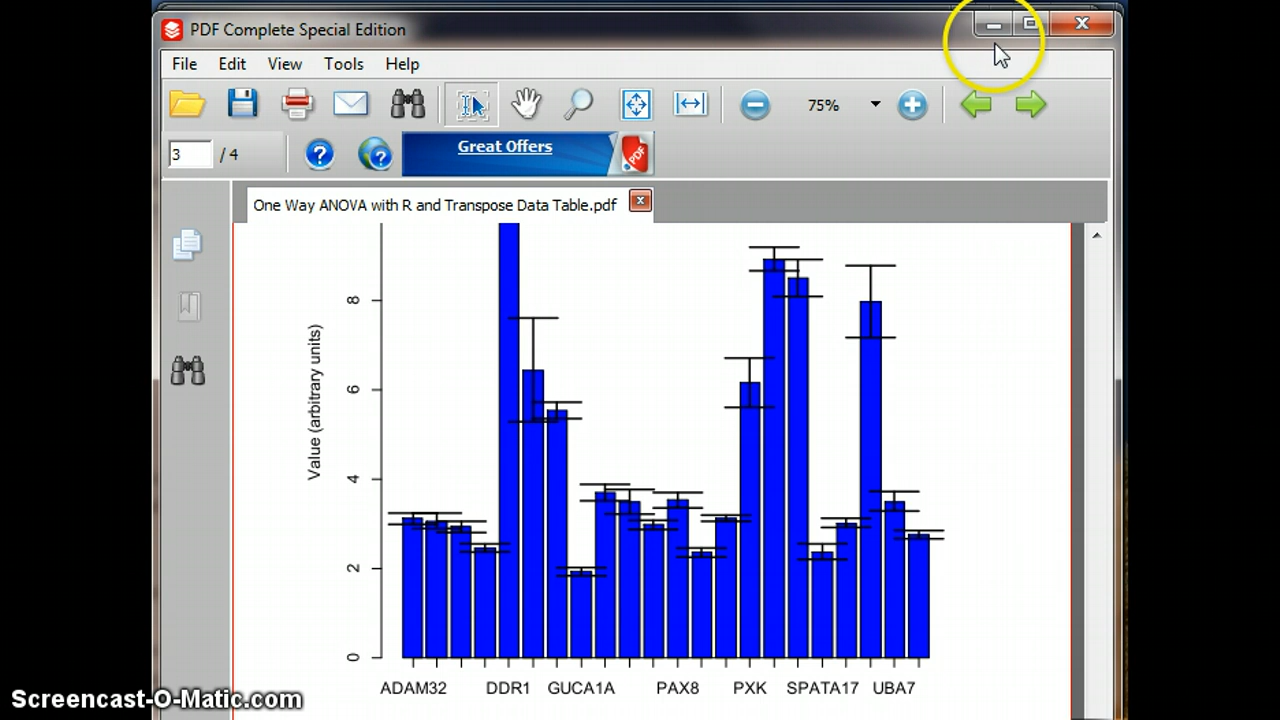 PDF Complete Special Edition
File Edit View Tools Help
75%
3 / 4
? ?
Great Offers
PDF
One Way ANOVA with R and Transpose Data Table.pdf
Value (arbitrary units)
8
6
4
2
0
ADAM32 DDR1 GUCA1A PAX8 PXK SPATA17 UBA7
Screencast-O-Matic.com